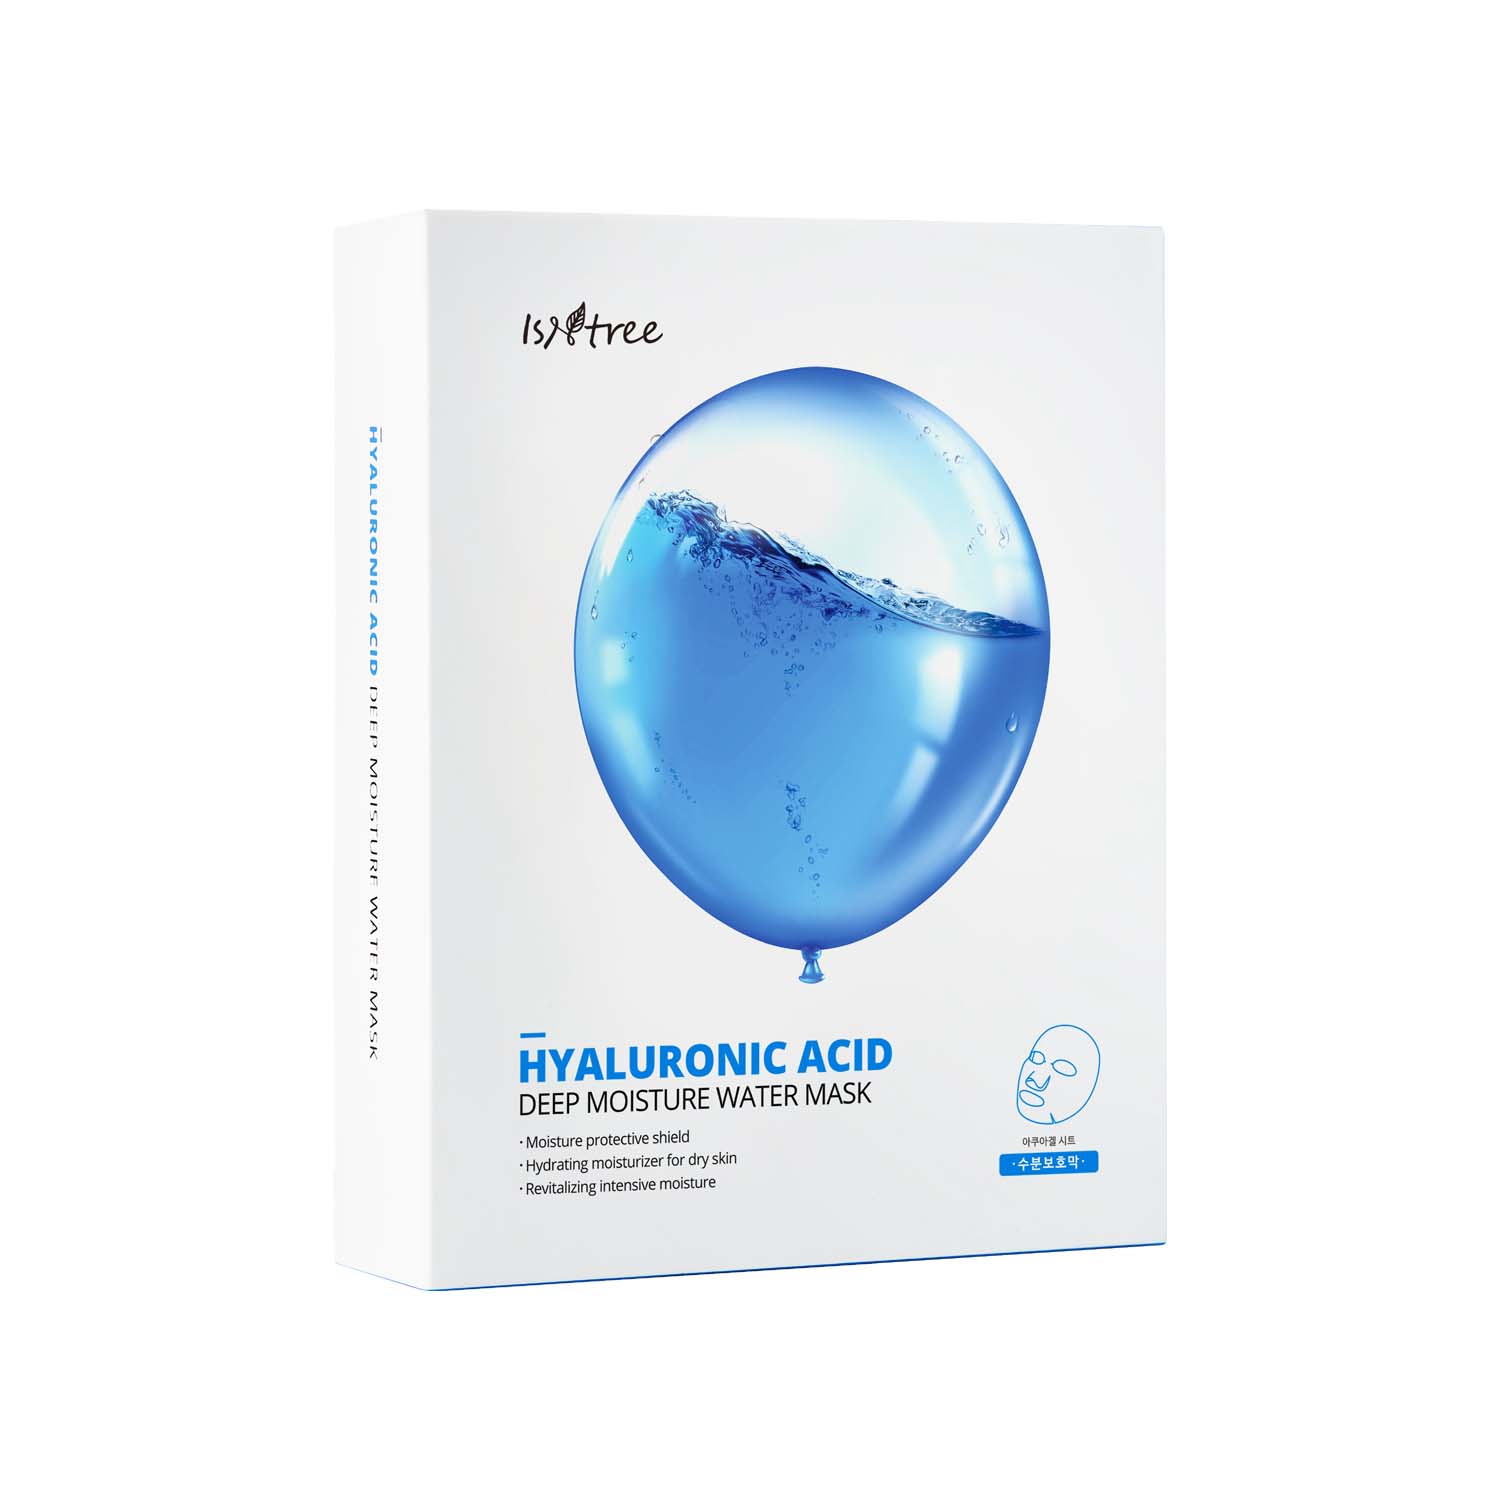 IsNtree
HYALURONIC ACID
DEEP MOISTURE WATER MASK
· Moisture protective shield
· Hydrating moisturizer for dry skin
· Revitalizing intensive moisture
아쿠아겔 시트
·수분보호막·
HYALURONIC ACID DEEP MOISTURE WATER MASK